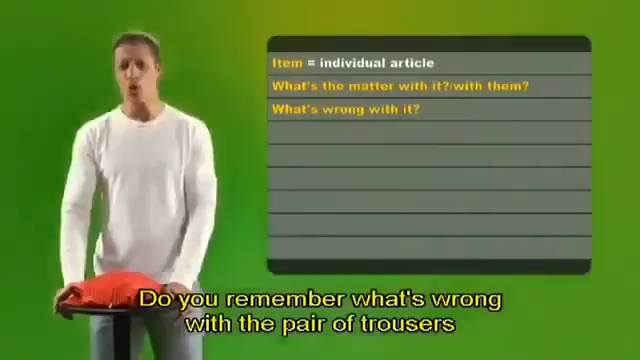 Item = individual article
What's the matter with it?/with them?
What's wrong with it?
Do you remember what's wrong
with the pair of trousers